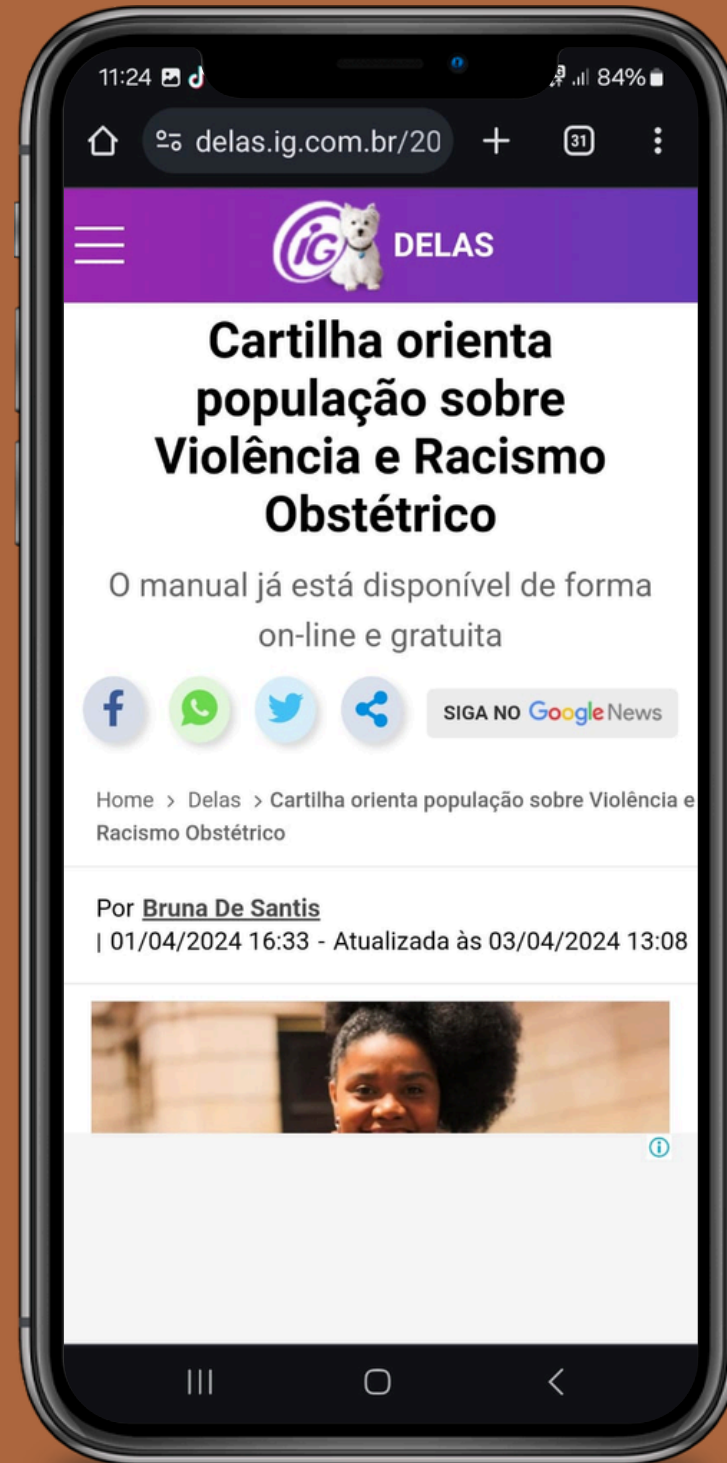 11:24
84%
delas.ig.com.br/20
31
iG
DELAS
Cartilha orienta
população sobre
Violência e Racismo
Obstétrico
O manual já está disponível de forma
on-line e gratuita
SIGA NO Google News
Home > Delas > Cartilha orienta população sobre Violência e
Racismo Obstétrico
Por Bruna De Santis
| 01/04/2024 16:33 - Atualizada às 03/04/2024 13:08